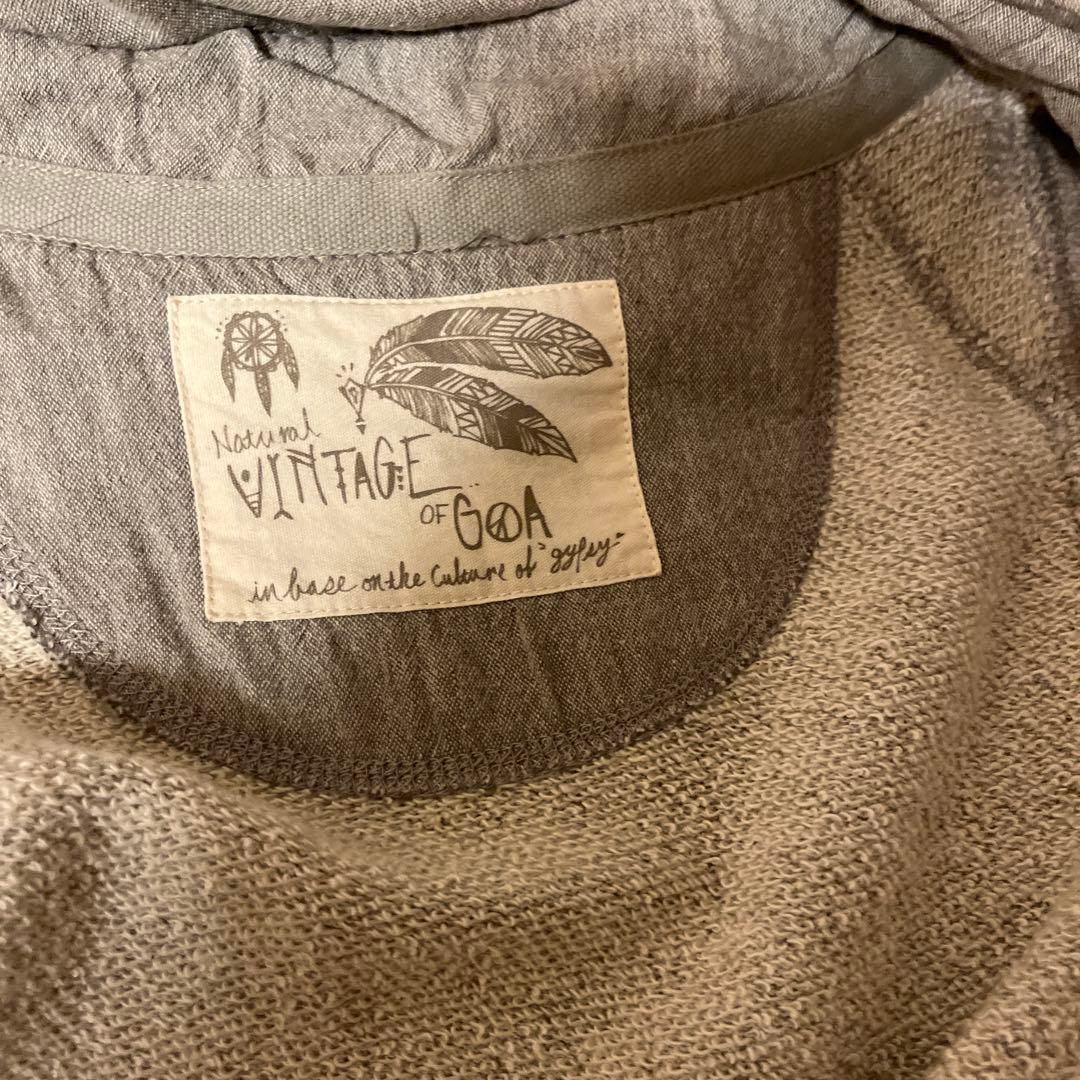 Natural
VINTAGE
OF GOA
in base on the Culture of "gypsy"